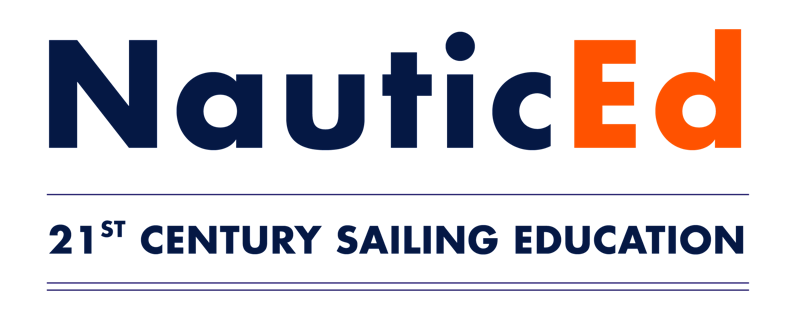 NauticEd
21ST CENTURY SAILING EDUCATION